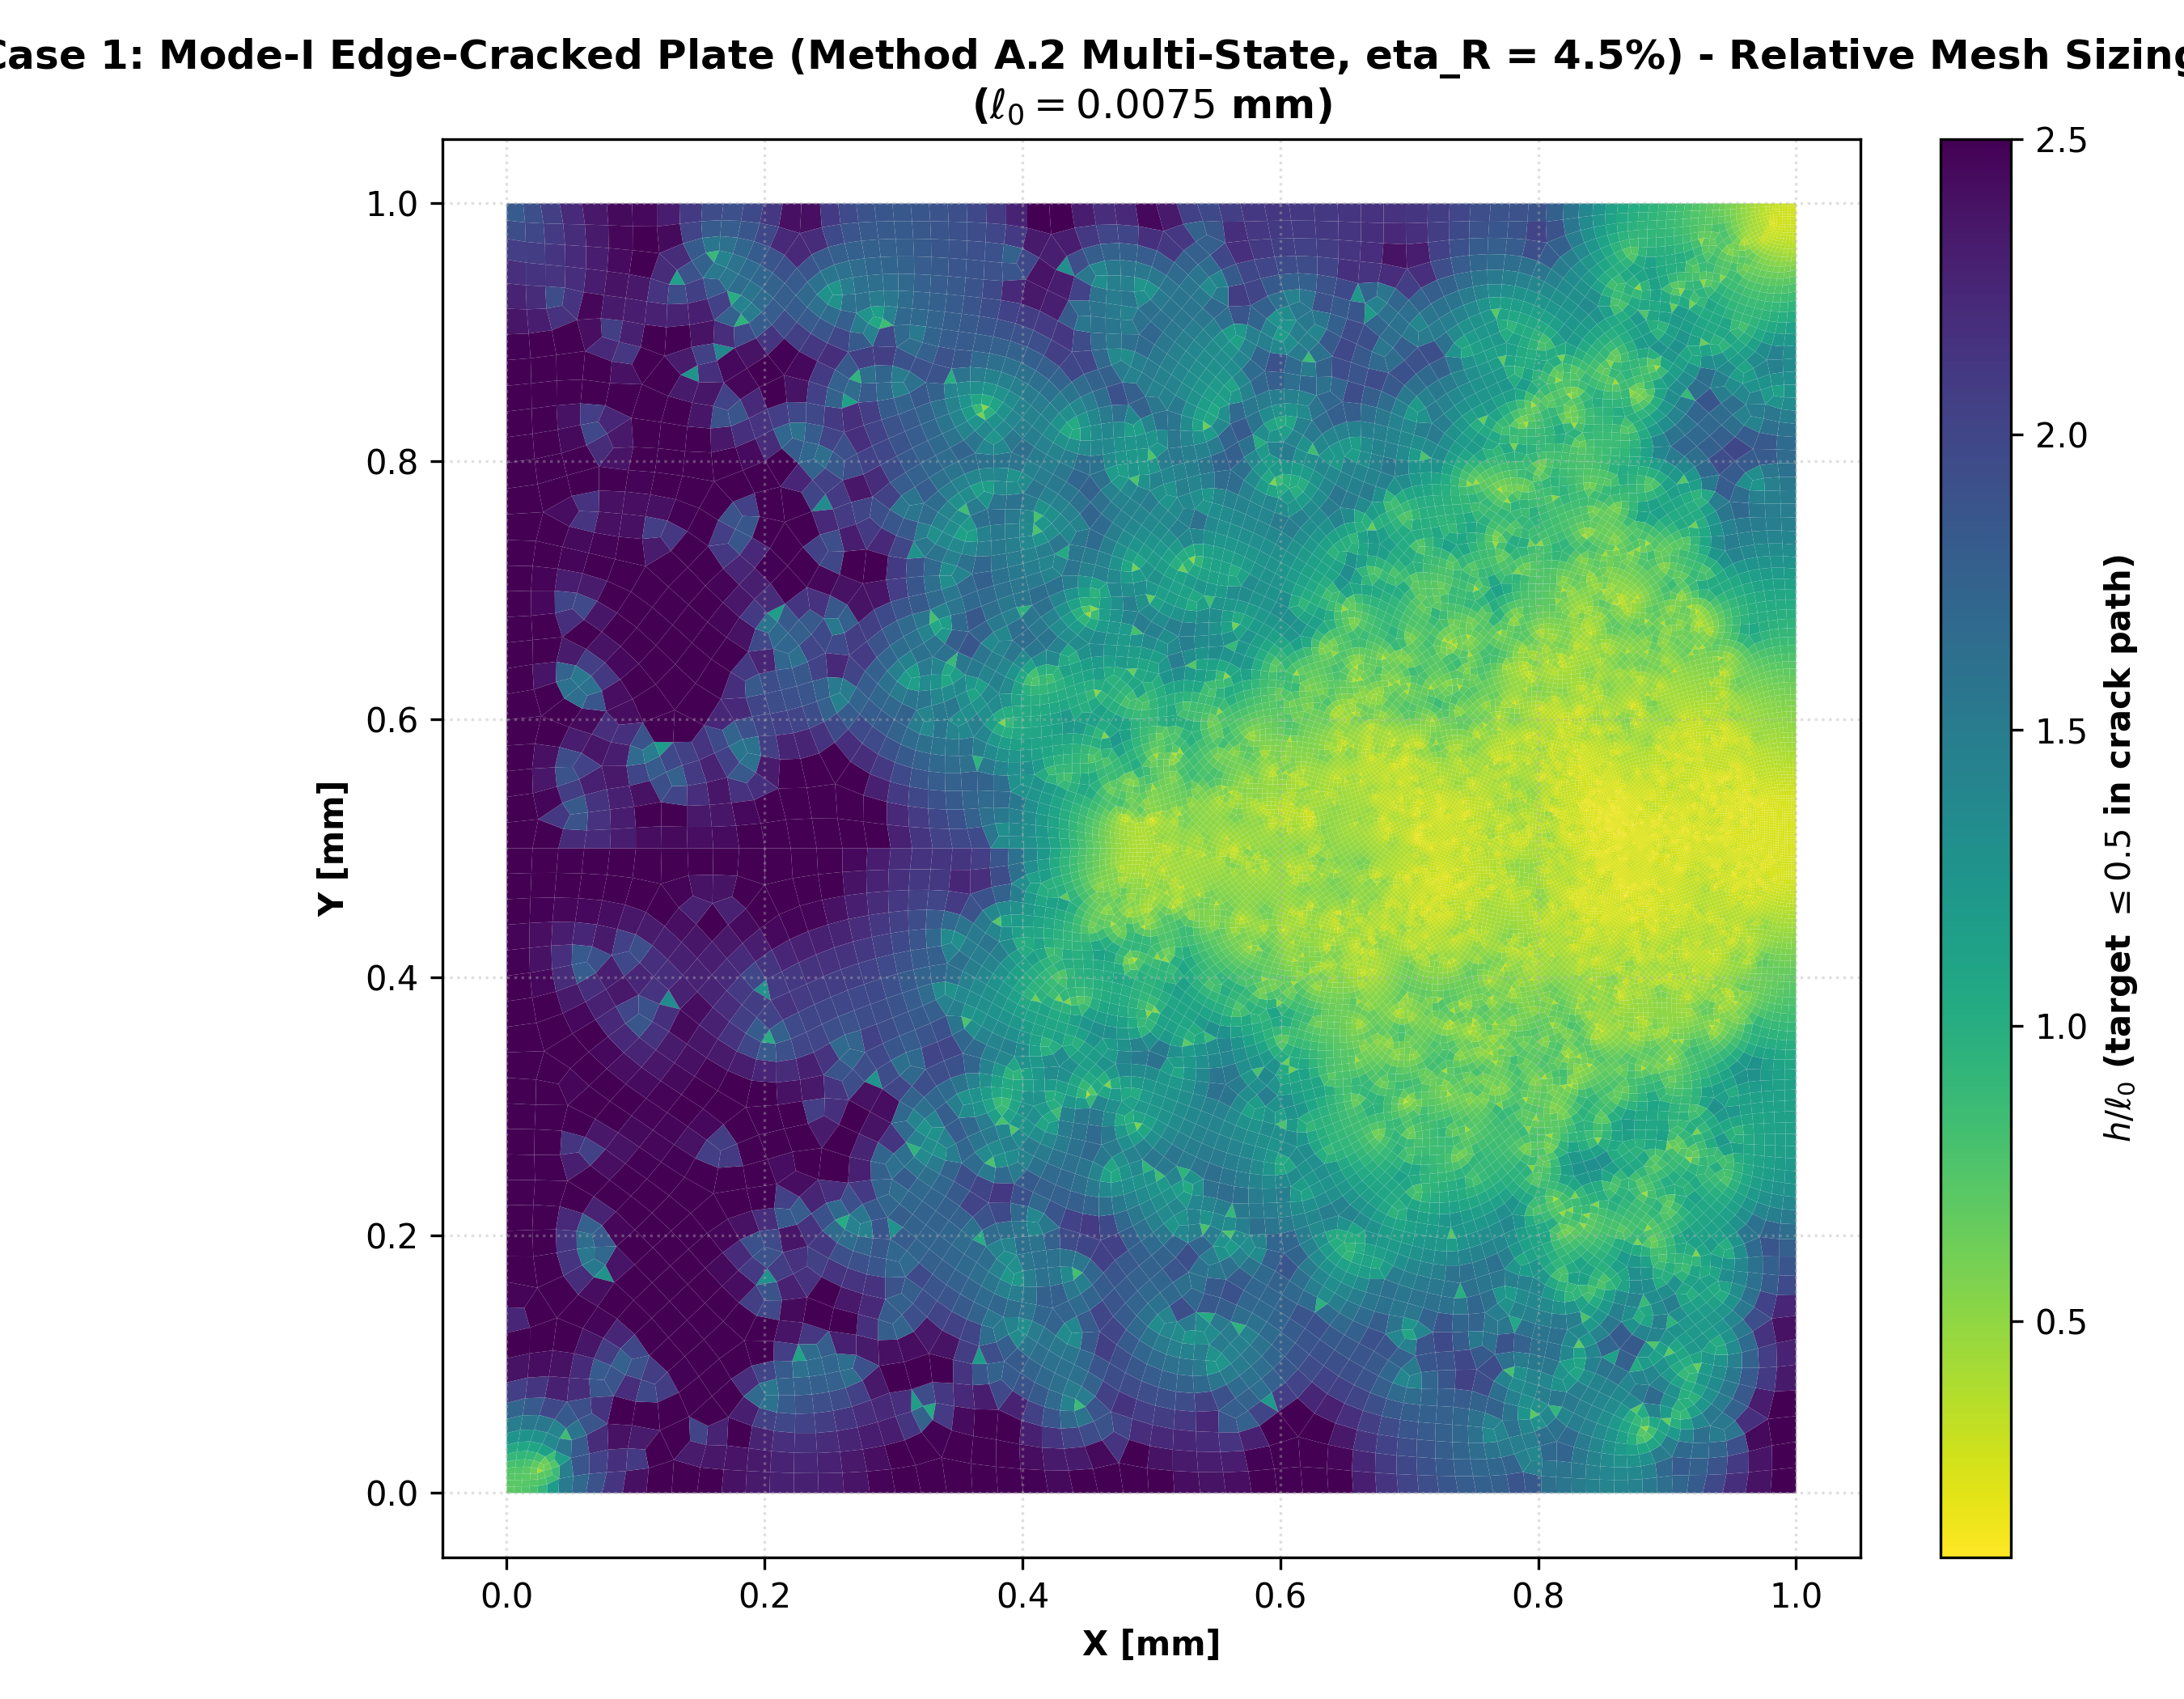 ase 1: Mode-I Edge-Cracked Plate (Method A.2 Multi-State, eta_R = 4.5%) - Relative Mesh Sizing
(ℓ₀ = 0.0075 mm)
1.0
0.8
0.6
0.4
0.2
0.0
Y [mm]
0.0 0.2 0.4 0.6 0.8 1.0
X [mm]
2.5
2.0
1.5
1.0
0.5
h/ℓ₀ (target ≤ 0.5 in crack path)